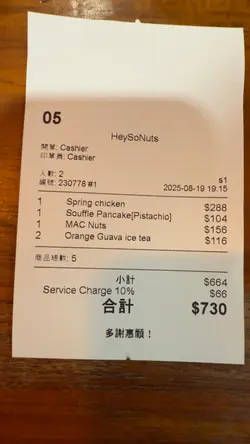 05
HeySoNuts
開單: Cashier
印單員: Cashier
人數: 2 s1
編號: 230778 #1 2025-08-19 19:15
1 Spring chicken $288
1 Souffle Pancake[Pistachio] $104
1 MAC Nuts $156
2 Orange Guava ice tea $116
商品總數: 5
小計 $664
Service Charge 10% $66
合計 $730
多謝惠顧！